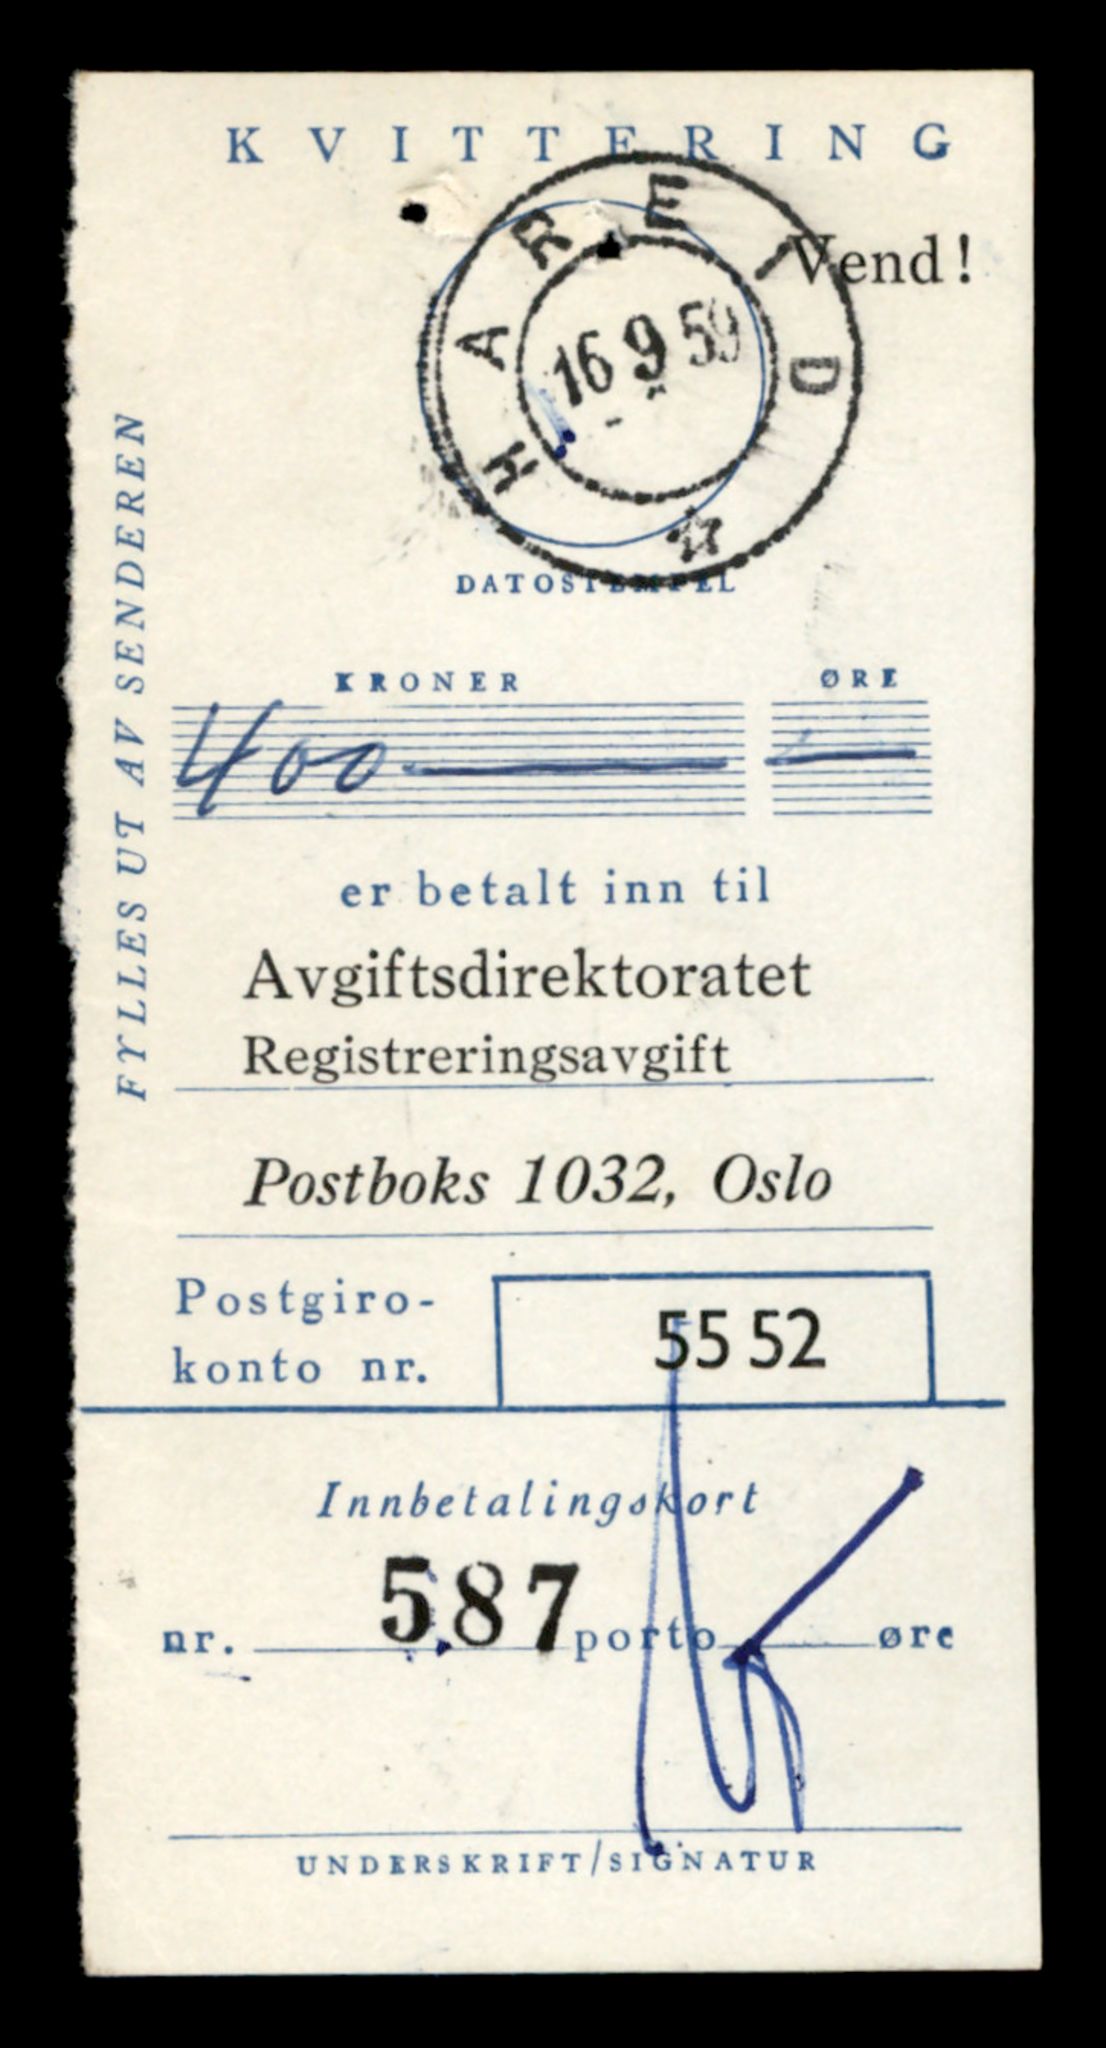 KVITTERING
Vend!
HAREID
16 9 59
DATOSTEMPEL
FYLLES UT AV SENDEREN
KRONER ØRE
400 — —
er betalt inn til
Avgiftsdirektoratet
Registreringsavgift
Postboks 1032, Oslo
Postgiro-
konto nr. 55 52
Innbetalingskort
nr. 587 porto øre
UNDERSKRIFT/SIGNATUR